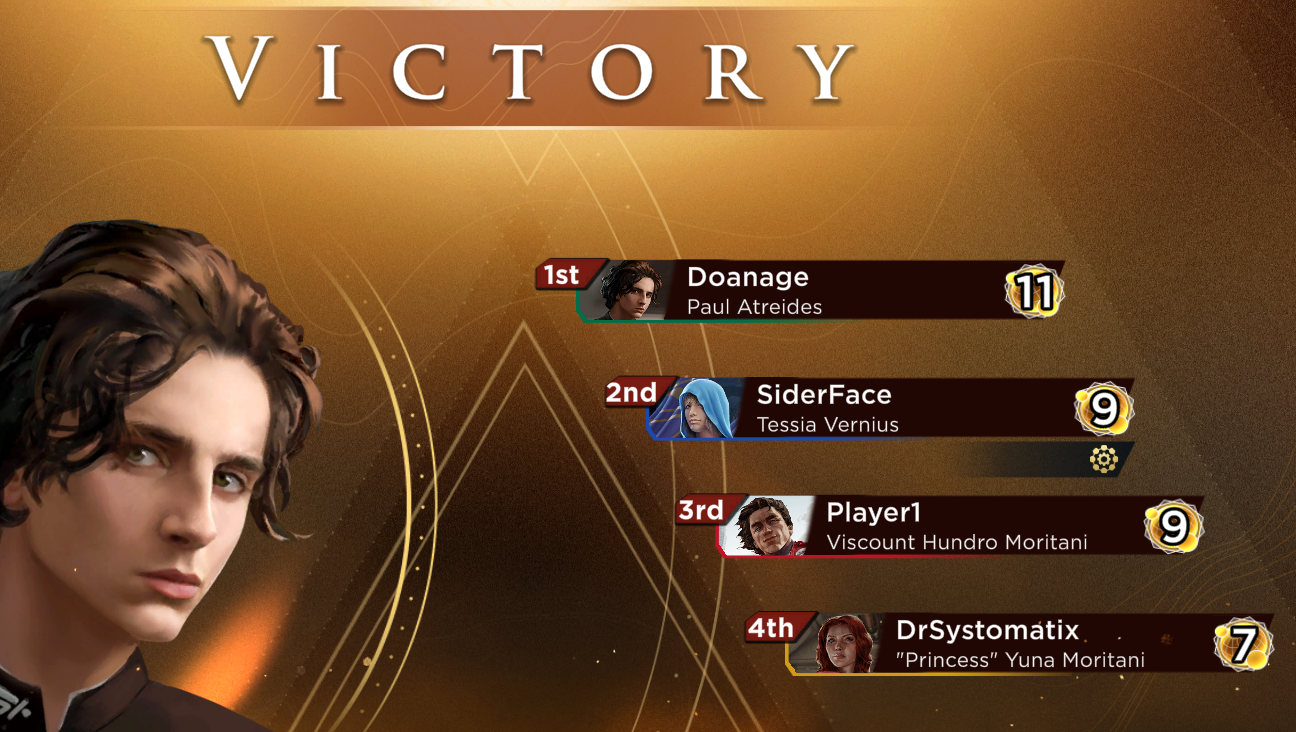 VICTORY
1st
Doanage
Paul Atreides
11
2nd
SiderFace
Tessia Vernius
9
3rd
Player1
Viscount Hundro Moritani
9
4th
DrSystomatix
"Princess" Yuna Moritani
7